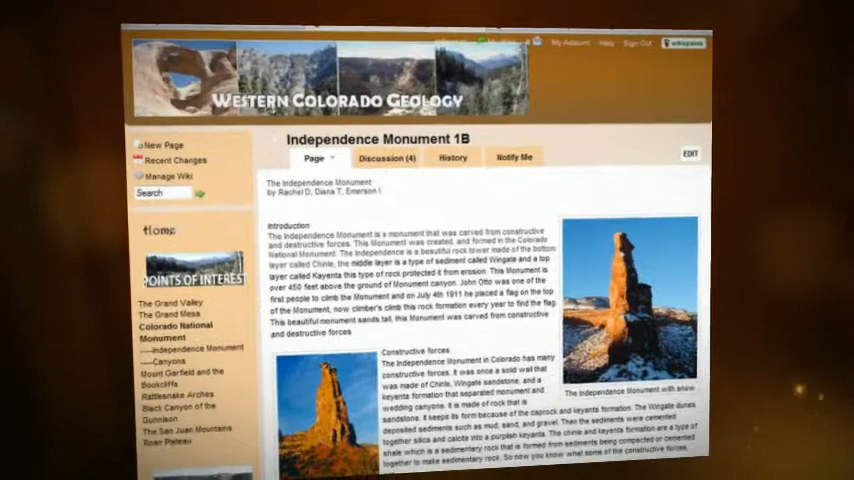 My Account Help Sign Out wikispaces
WESTERN COLORADO GEOLOGY
New Page
Recent Changes
Manage Wiki
Search
Home
POINTS OF INTEREST
The Grand Valley
The Grand Mesa
Colorado National
Monument
----Independence Monument
----Canyons
Mount Garfield and the
Bookcliffs
Rattlesnake Arches
Black Canyon of the
Gunnison
The San Juan Mountains
Roan Plateau
Independence Monument 1B
Page Discussion (4) History Notify Me EDIT
The Independence Monument
by Rachel D, Diana T, Emerson I.
Introduction
The Independence Monument is a monument that was carved from constructive
and destructive forces. This Monument was created, and formed in the Colorado
National Monument. The Independence is a beautiful rock tower made of the bottom
layer called Chinle, the middle layer is a type of sediment called Wingate and a top
layer called Kayenta this type of rock protected it from erosion. This Monument is
over 450 feet above the ground of Monument canyon. John Otto was one of the
first people to climb the Monument and on July 4th 1911 he placed a flag on the top
of the Monument, now climber's climb this rock formation every year to find the flag.
This beautiful monument sands tall, this Monument was carved from constructive
and destructive forces
The Independence Monument with snow
Constructive forces
The Independence Monument in Colorado has many
constructive forces. It was once a solid wall that
was made of Chinle, Wingate sandstone, and a
keyenta formation that separated monument and
wedding canyons. It is made of rock that is
sandstone. It keeps its form because of the caprock and keyanta formation. The Wingate dunes
deposited sediments such as mud, sand, and gravel. Then the sediments were cemented
together silica and calcite into a purplish keyanta. The chinle and keyanta formation are a type of
shale which is a sedimentary rock that is formed from sediments being compacted or cemented
together to make sedimentary rock. So now you know what some of the constructive forces